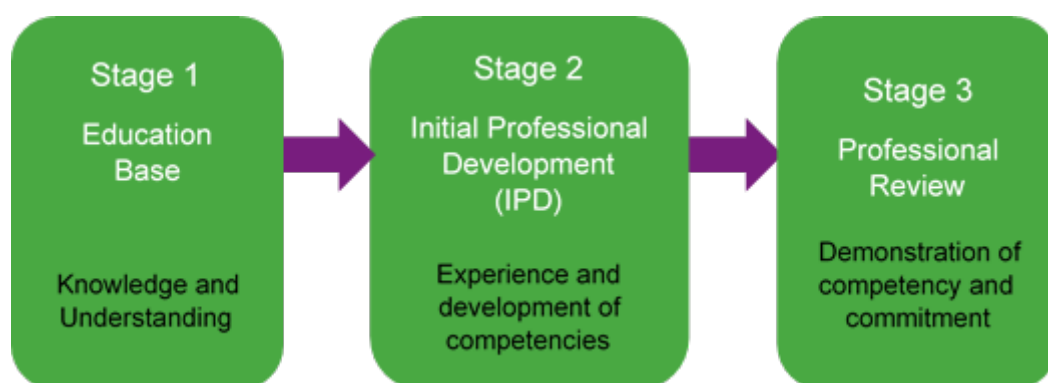 Stage 1
Education
Base
Knowledge and
Understanding
Stage 2
Initial Professional
Development
(IPD)
Experience and
development of
competencies
Stage 3
Professional
Review
Demonstration of
competency and
commitment